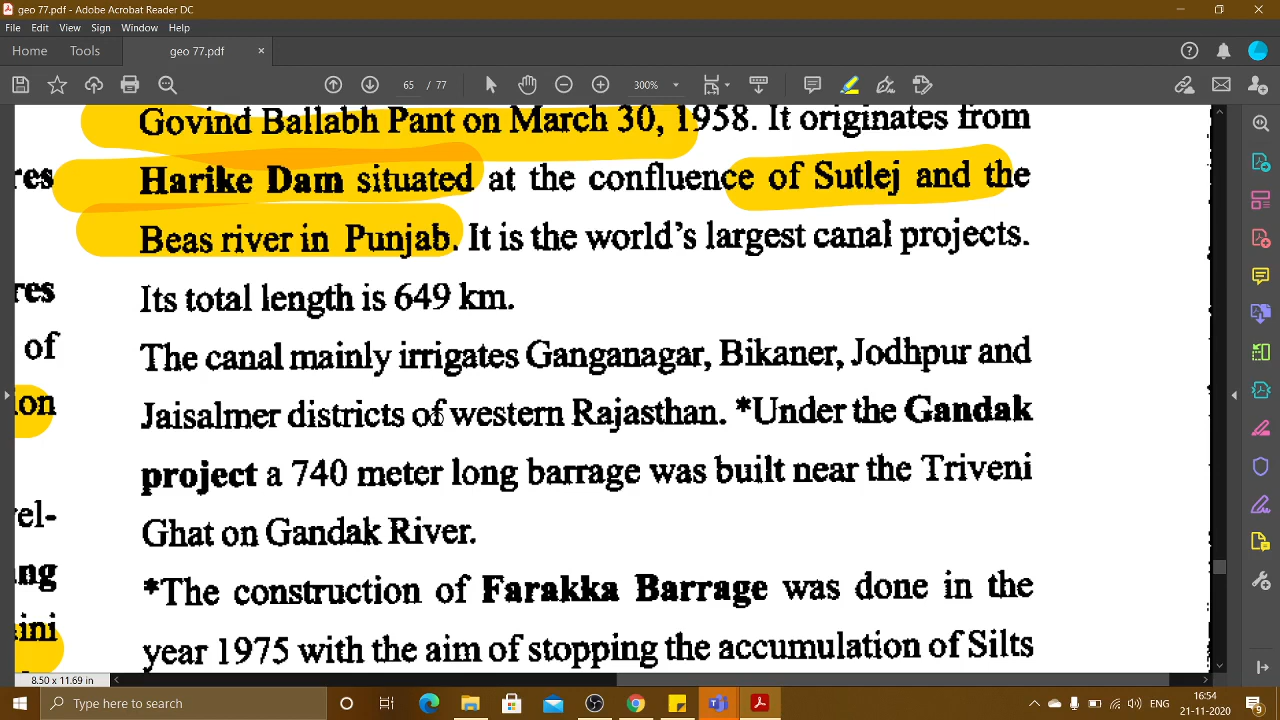 geo 77.pdf - Adobe Acrobat Reader DC
File Edit View Sign Window Help
Home Tools geo 77.pdf ×
65 / 77 300%
Govind Ballabh Pant on March 30, 1958. It originates from
res Harike Dam situated at the confluence of Sutlej and the
Beas river in Punjab. It is the world's largest canal projects.
res Its total length is 649 km.
of The canal mainly irrigates Ganganagar, Bikaner, Jodhpur and
ion Jaisalmer districts of western Rajasthan. *Under the Gandak
project a 740 meter long barrage was built near the Triveni
vel- Ghat on Gandak River.
ang *The construction of Farakka Barrage was done in the
ini year 1975 with the aim of stopping the accumulation of Silts
8.50 x 11.69 in
Type here to search
ENG 16:54
21-11-2020 9